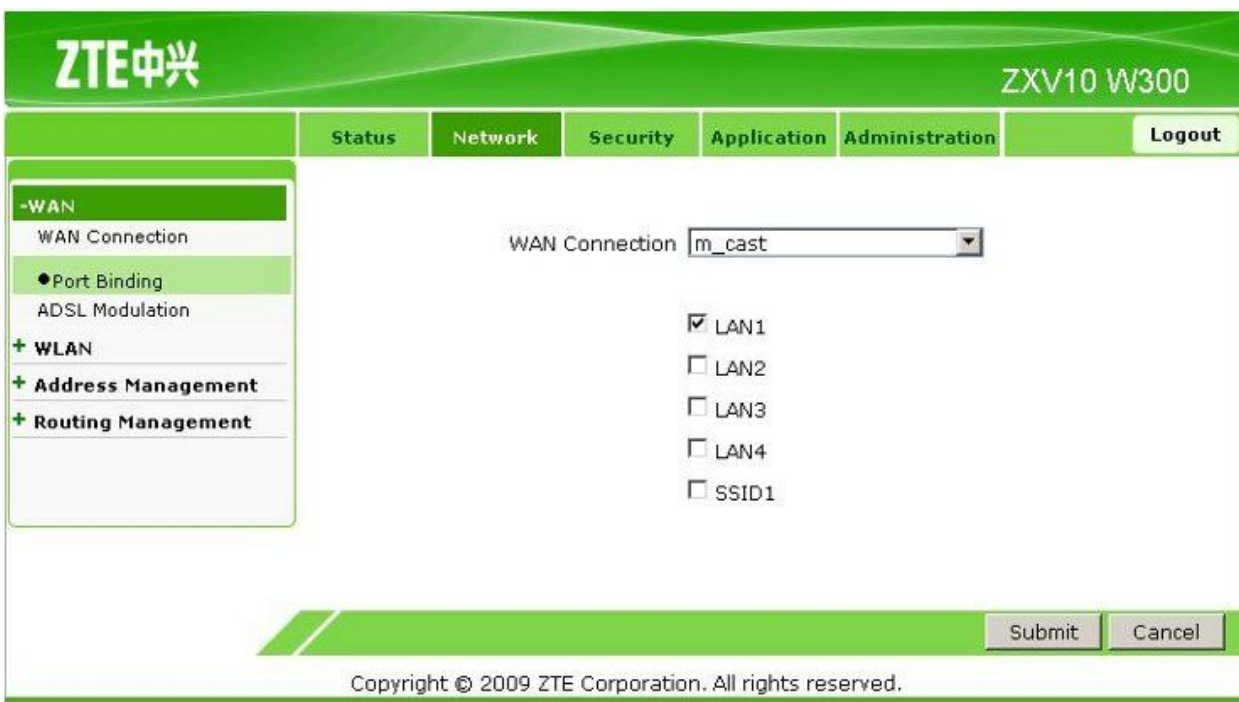 ZTE中兴
ZXV10 W300
Status Network Security Application Administration Logout
-WAN
WAN Connection
Port Binding
ADSL Modulation
+ WLAN
+ Address Management
+ Routing Management
WAN Connection m_cast
LAN1
LAN2
LAN3
LAN4
SSID1
Submit Cancel
Copyright © 2009 ZTE Corporation. All rights reserved.